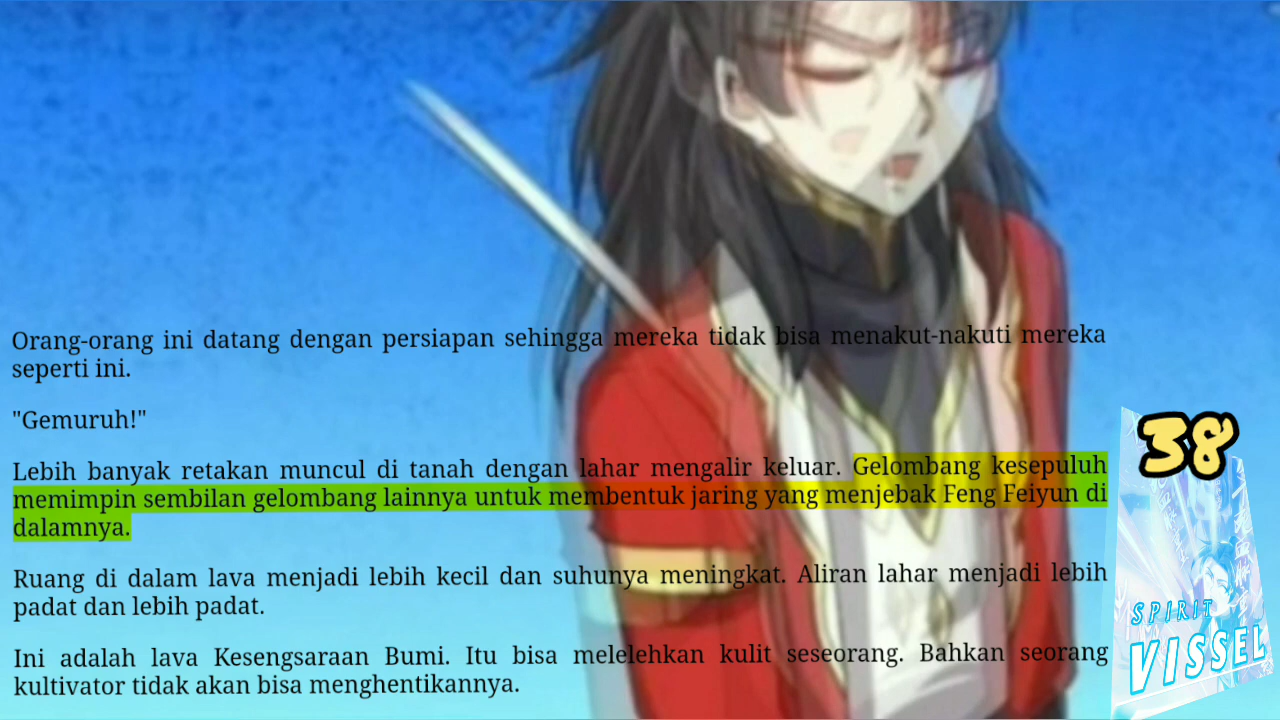 Orang-orang ini datang dengan persiapan sehingga mereka tidak bisa menakut-nakuti mereka
seperti ini.
"Gemuruh!"
Lebih banyak retakan muncul di tanah dengan lahar mengalir keluar. Gelombang kesepuluh
memimpin sembilan gelombang lainnya untuk membentuk jaring yang menjebak Feng Feiyun di
dalamnya.
Ruang di dalam lava menjadi lebih kecil dan suhunya meningkat. Aliran lahar menjadi lebih
padat dan lebih padat.
Ini adalah lava Kesengsaraan Bumi. Itu bisa melelehkan kulit seseorang. Bahkan seorang
kultivator tidak akan bisa menghentikannya.
38
SPIRIT
VISSEL